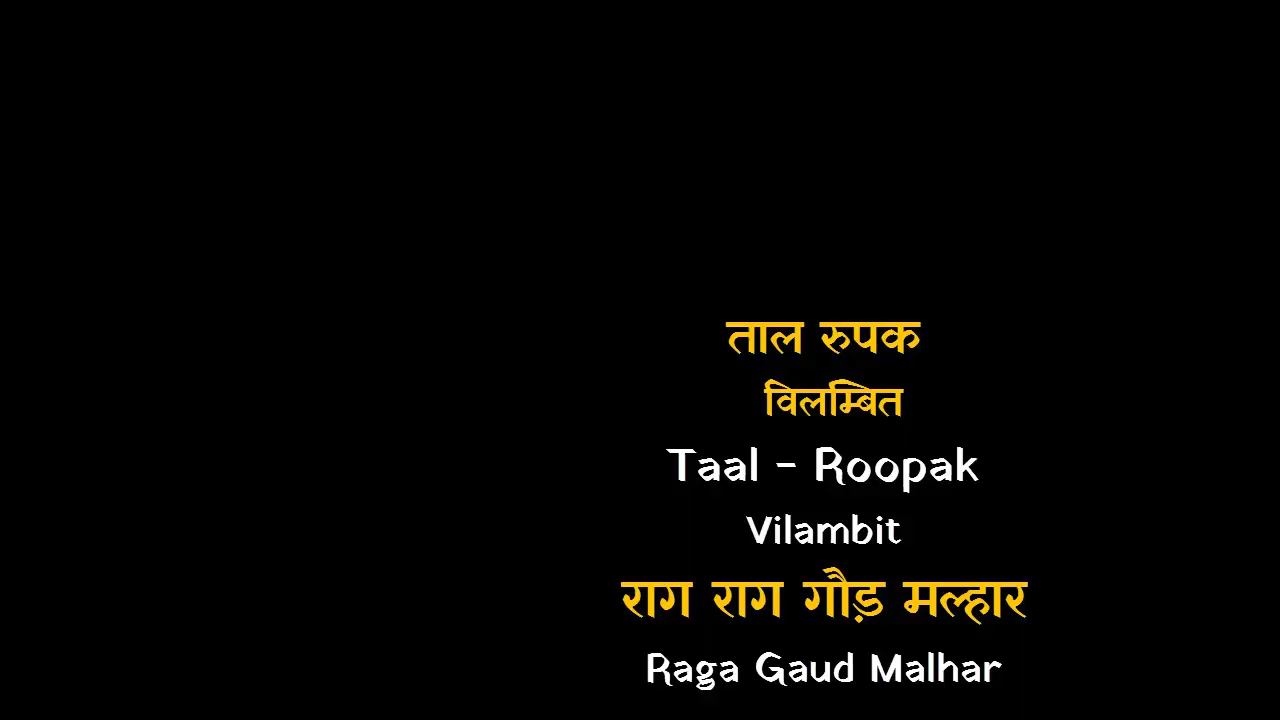 ताल रुपक
विलम्बित
Taal - Roopak
Vilambit
राग राग गौड़ मल्हार
Raga Gaud Malhar